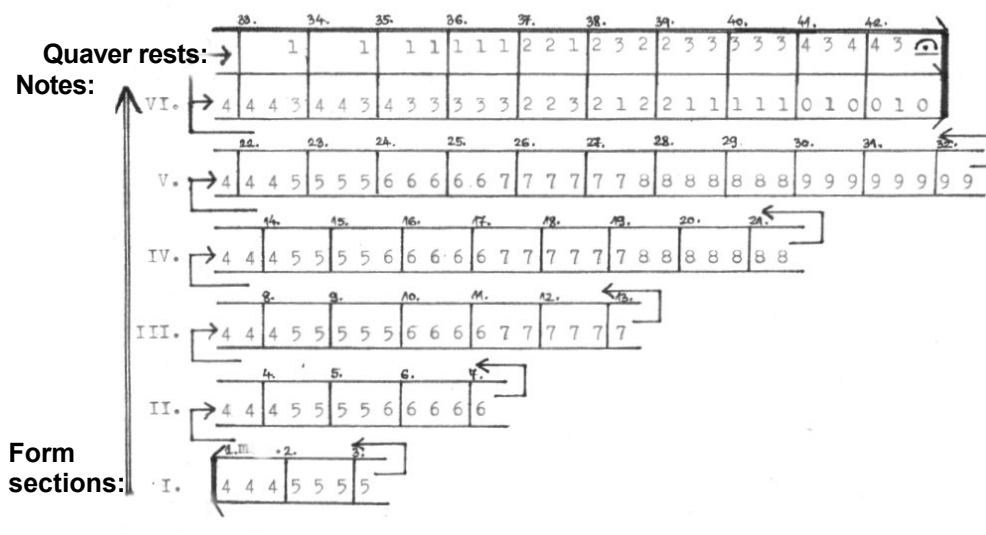 33. 34. 35. 36. 37. 38. 39. 40. 41. 42.
Quaver rests: 1 1 1 1 1 1 1 2 2 1 2 3 2 2 3 3 3 3 3 4 3 4 4 3
Notes:
VI. 4 4 4 3 4 4 3 4 3 3 3 3 3 2 2 3 2 1 2 2 1 1 1 1 1 0 1 0 0 1 0
22. 23. 24. 25. 26. 27. 28. 29. 30. 31. 32.
V. 4 4 4 5 5 5 5 6 6 6 6 6 7 7 7 7 7 7 8 8 8 8 8 8 8 9 9 9 9 9 9 9 9
14. 15. 16. 17. 18. 19. 20. 21.
IV. 4 4 4 5 5 5 5 6 6 6 6 6 7 7 7 7 7 7 8 8 8 8 8 8 8
8. 9. 10. 11. 12. 13.
III. 4 4 4 5 5 5 5 5 6 6 6 6 7 7 7 7 7 7
4. 5. 6. 7.
II. 4 4 4 5 5 5 5 6 6 6 6 6
1.m. 2. 3.
Form
sections:
I. 4 4 4 5 5 5 5